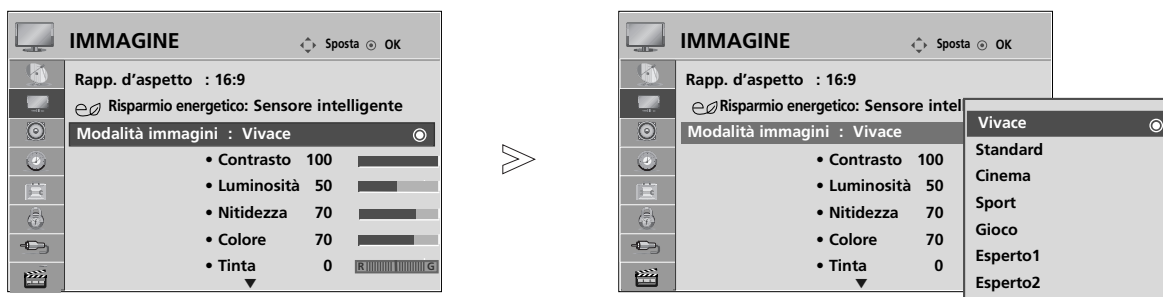 IMMAGINE Sposta OK
Rapp. d'aspetto : 16:9
Risparmio energetico: Sensore intelligente
Modalità immagini : Vivace
• Contrasto 100
• Luminosità 50
• Nitidezza 70
• Colore 70
• Tinta 0 R G
IMMAGINE Sposta OK
Rapp. d'aspetto : 16:9
Risparmio energetico: Sensore intel
Modalità immagini : Vivace
• Contrasto 100
• Luminosità 50
• Nitidezza 70
• Colore 70
• Tinta 0
Vivace
Standard
Cinema
Sport
Gioco
Esperto1
Esperto2